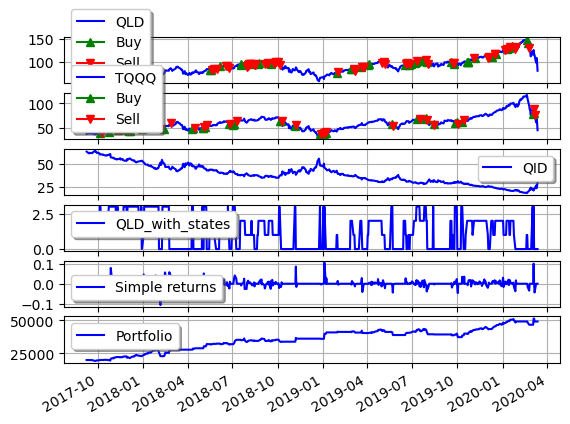 QLD
Buy
Sell
150
100
TQQQ
Buy
Sell
100
50
QID
50
25
QLD_with_states
2.5
0.0
Simple returns
0.1
0.0
−0.1
Portfolio
50000
25000
2017-10
2018-01
2018-04
2018-07
2018-10
2019-01
2019-04
2019-07
2019-10
2020-01
2020-04